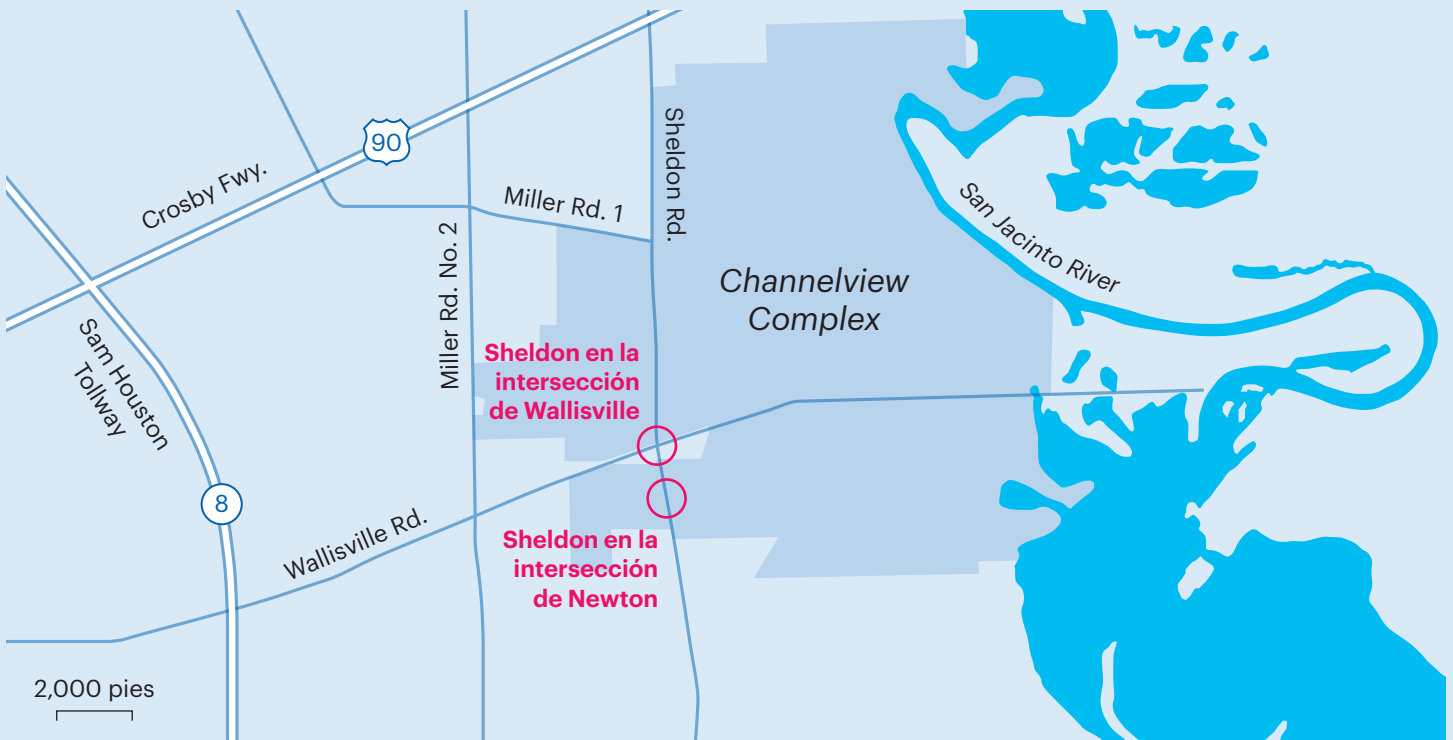 90
Crosby Fwy.
Miller Rd. 1
Sheldon Rd.
San Jacinto River
Miller Rd. No. 2
Channelview
Complex
Sam Houston
Tollway
Sheldon en la
intersección
de Wallisville
8
Wallisville Rd.
Sheldon en la
intersección
de Newton
2,000 pies